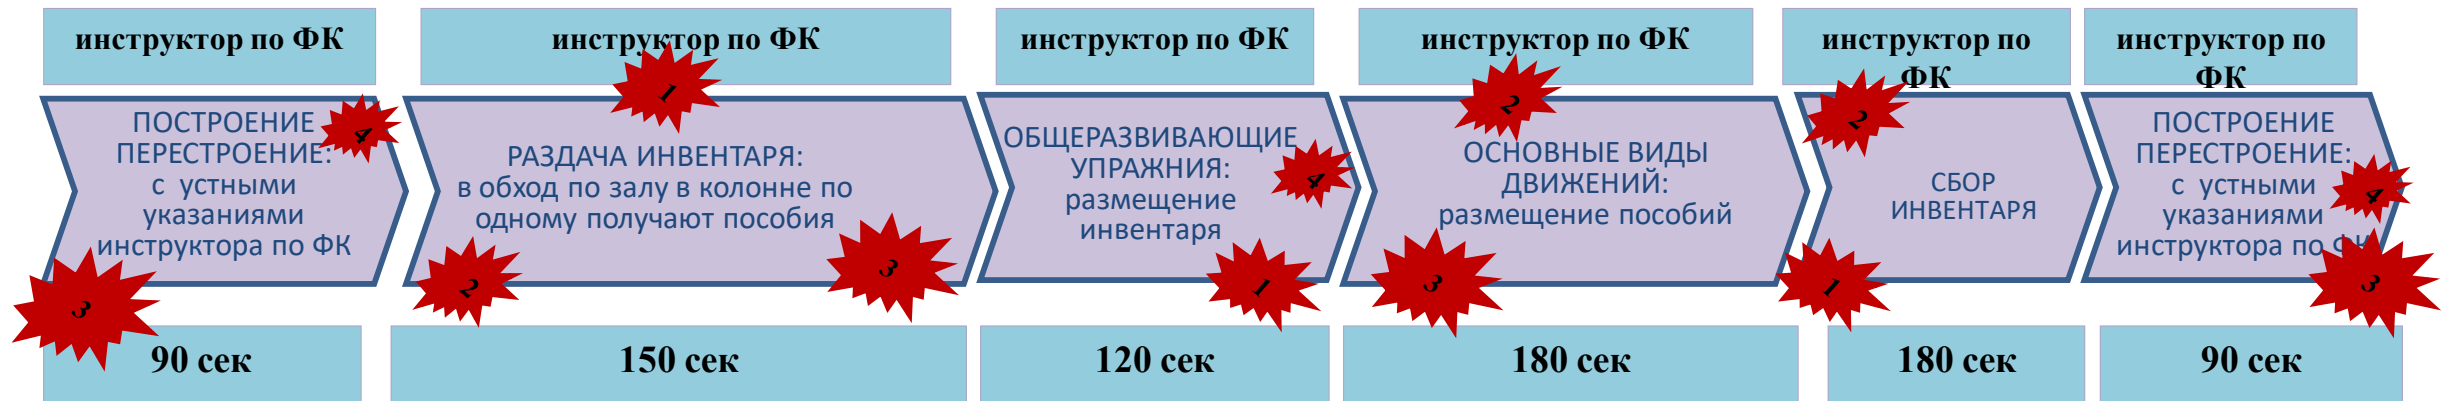 инструктор по ФК
инструктор по ФК
инструктор по ФК
инструктор по ФК
инструктор по
ФК
инструктор по
ФК
ПОСТРОЕНИЕ
ПЕРЕСТРОЕНИЕ:
с устными
указаниями
инструктора по ФК
4
3
1
РАЗДАЧА ИНВЕНТАРЯ:
в обход по залу в колонне по
одному получают пособия
2
3
ОБЩЕРАЗВИВАЮЩИЕ
УПРАЖНИЯ:
размещение
инвентаря
4
1
2
ОСНОВНЫЕ ВИДЫ
ДВИЖЕНИЙ:
размещение пособий
3
2
СБОР
ИНВЕНТАРЯ
1
ПОСТРОЕНИЕ
ПЕРЕСТРОЕНИЕ:
с устными
указаниями
инструктора по ФК
4
3
90 сек
150 сек
120 сек
180 сек
180 сек
90 сек